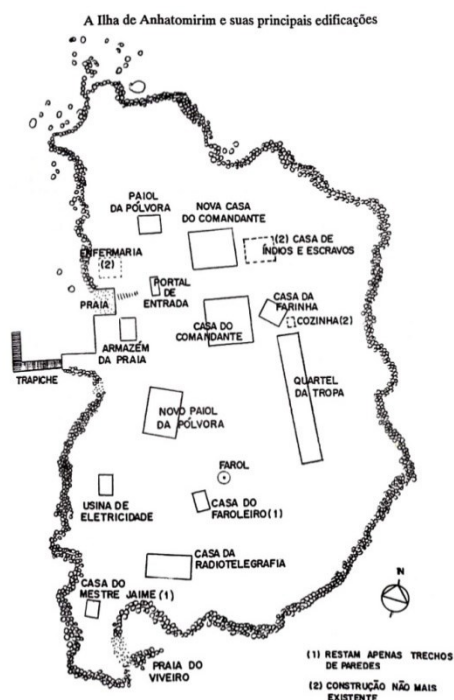 A Ilha de Anhatomirim e suas principais edificações
PAIOL
DA PÓLVORA
NOVA CASA
DO COMANDANTE
ENFERMARIA
(2)
(2) CASA DE
ÍNDIOS E ESCRAVOS
PORTAL
DE
ENTRADA
PRAIA
CASA DA
FARINHA
COZINHA(2)
CASA DO
COMANDANTE
ARMAZÉM
DA PRAIA
TRAPICHE
QUARTEL
DA TROPA
NOVO PAIOL
DA PÓLVORA
FAROL
USINA DE
ELETRICIDADE
CASA DO
FAROLEIRO(1)
CASA DA
RADIOTELEGRAFIA
CASA DO
MESTRE JAIME(1)
N
PRAIA DO
VIVEIRO
(1) RESTAM APENAS TRECHOS
DE PAREDES
(2) CONSTRUÇÃO NÃO MAIS
EXISTENTE